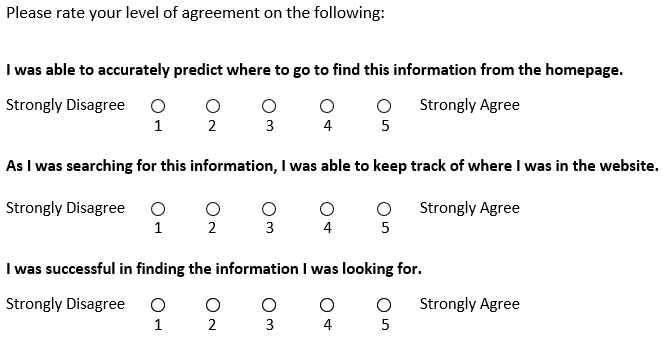 Please rate your level of agreement on the following:
I was able to accurately predict where to go to find this information from the homepage.
Strongly Disagree Strongly Agree
1 2 3 4 5
As I was searching for this information, I was able to keep track of where I was in the website.
Strongly Disagree Strongly Agree
1 2 3 4 5
I was successful in finding the information I was looking for.
Strongly Disagree Strongly Agree
1 2 3 4 5